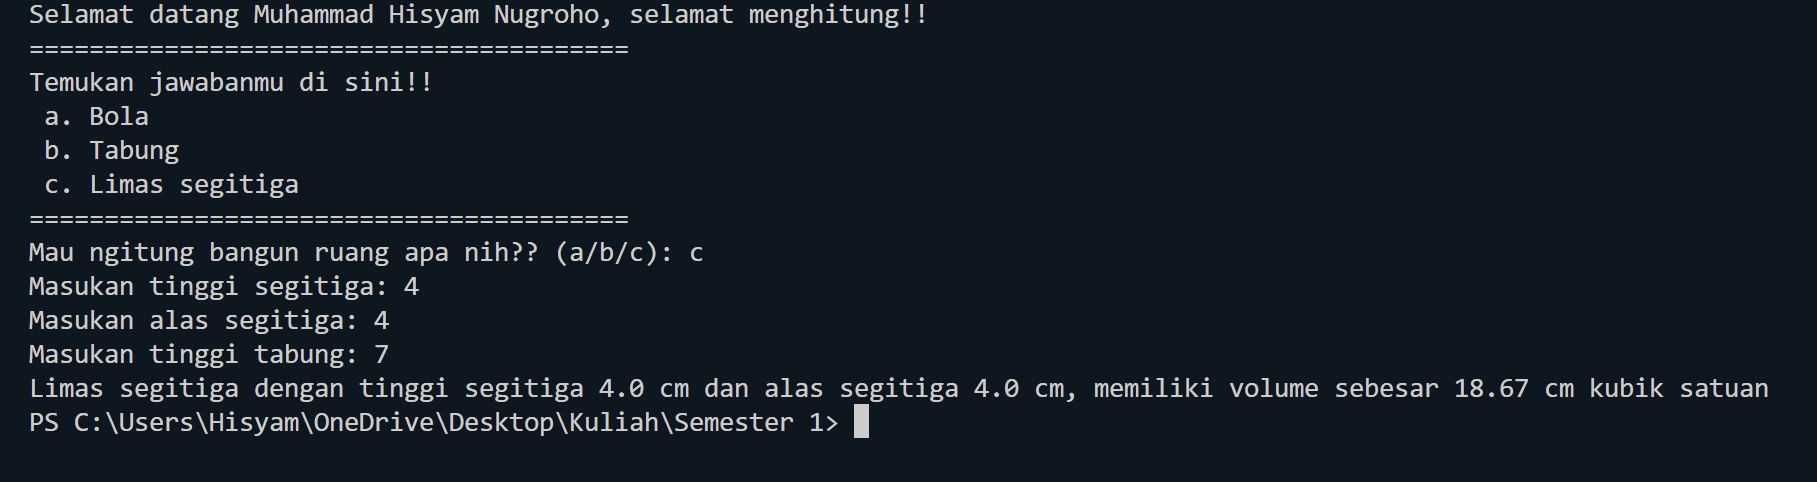 Selamat datang Muhammad Hisyam Nugroho, selamat menghitung!!
========================================
Temukan jawabanmu di sini!!
 a. Bola
 b. Tabung
 c. Limas segitiga
========================================
Mau ngitung bangun ruang apa nih?? (a/b/c): c
Masukan tinggi segitiga: 4
Masukan alas segitiga: 4
Masukan tinggi tabung: 7
Limas segitiga dengan tinggi segitiga 4.0 cm dan alas segitiga 4.0 cm, memiliki volume sebesar 18.67 cm kubik satuan
PS C:\Users\Hisyam\OneDrive\Desktop\Kuliah\Semester 1>